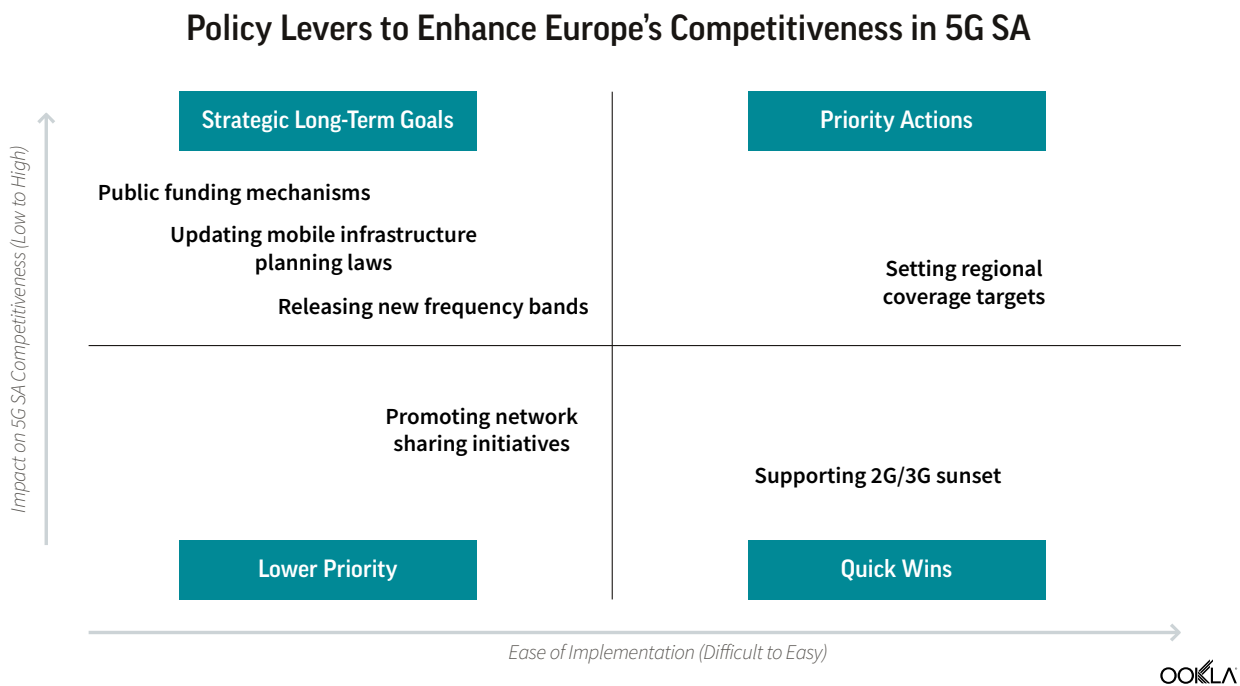 Policy Levers to Enhance Europe's Competitiveness in 5G SA
Strategic Long-Term Goals
Priority Actions
Impact on 5G SA Competitiveness (Low to High)
Public funding mechanisms
Updating mobile infrastructure
planning laws
Releasing new frequency bands
Setting regional
coverage targets
Promoting network
sharing initiatives
Supporting 2G/3G sunset
Lower Priority
Quick Wins
Ease of Implementation (Difficult to Easy)
OOKLA